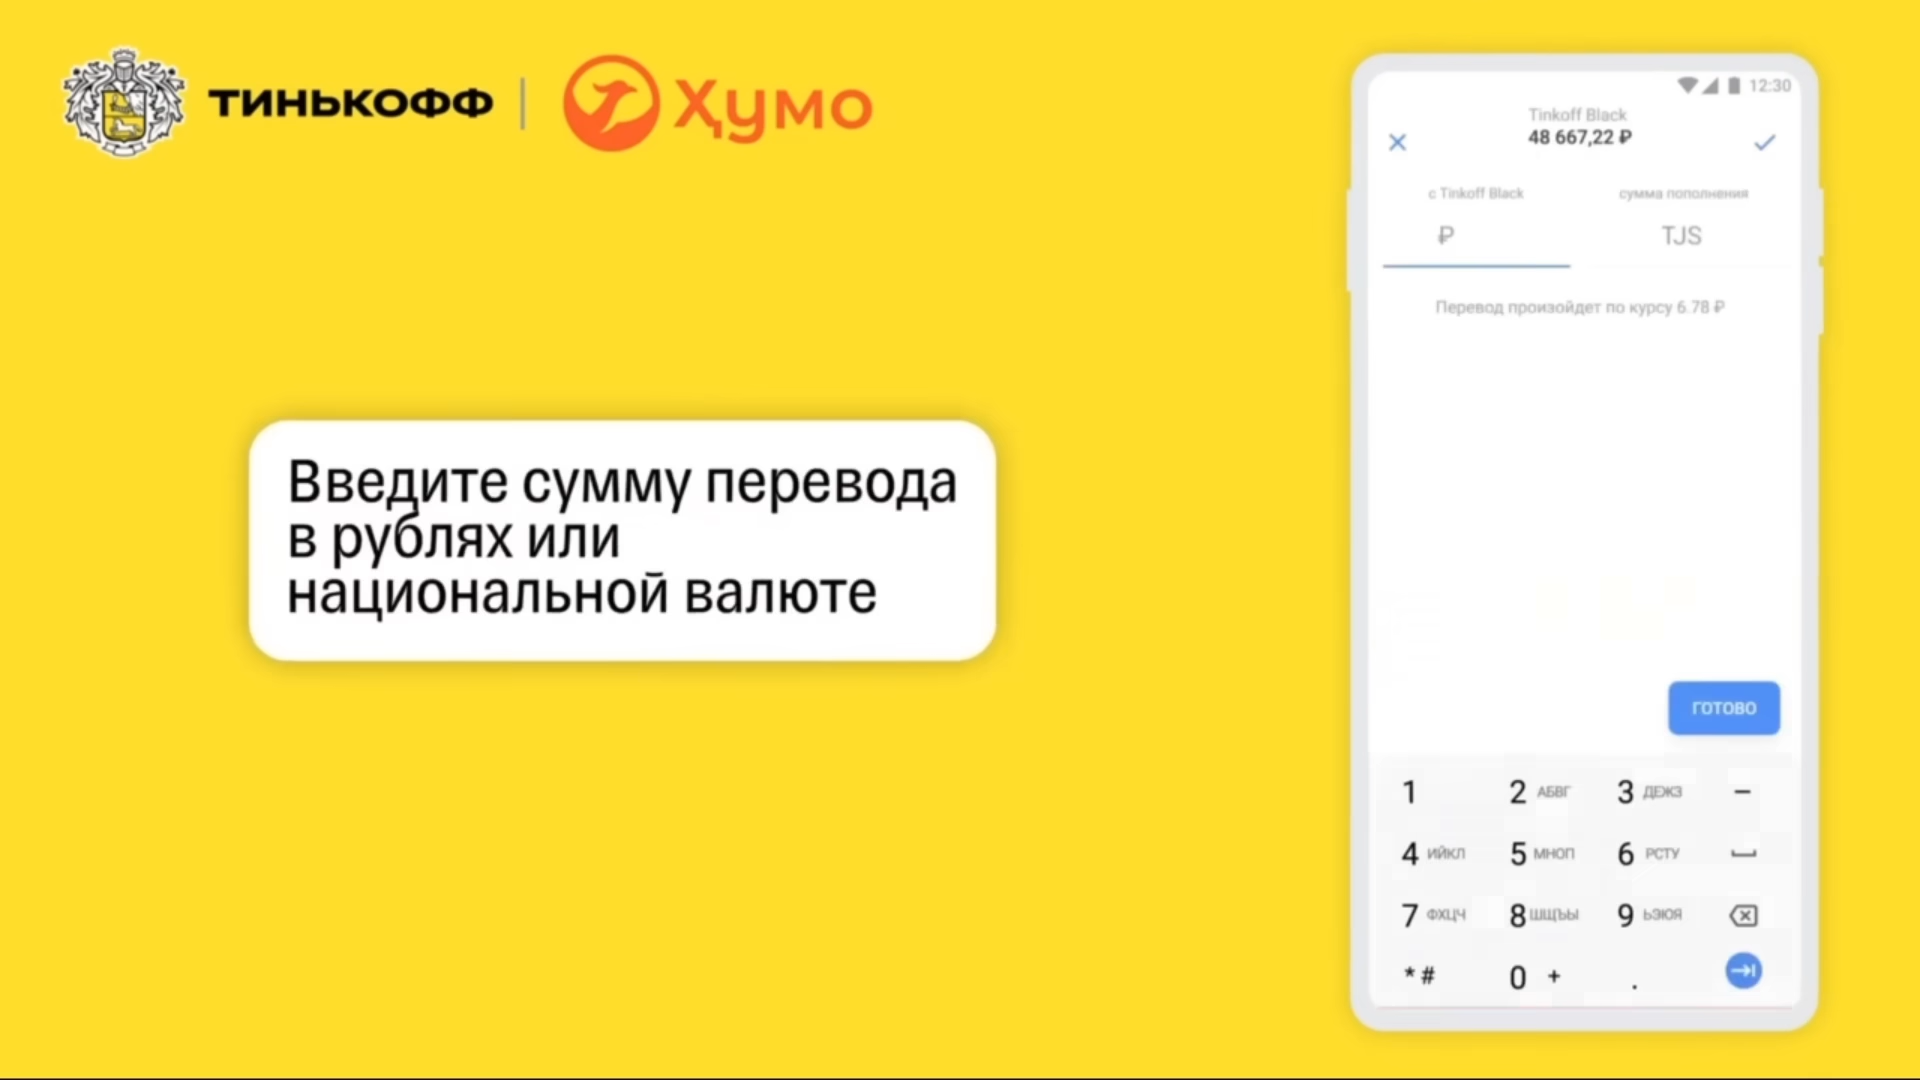 ТИНЬКОФФ | Ҳумо
Введите сумму перевода
в рублях или
национальной валюте
12:30
Tinkoff Black
48 667,22 ₽
с Tinkoff Black
сумма пополнения
₽
TJS
Перевод произойдет по курсу 6.78 ₽
ГОТОВО
1 2 АБВГ 3 ДЕЖЗ –
4 ИЙКЛ 5 МНОП 6 РСТУ
7 ФХЦЧ 8 ШЩЪЫ 9 ЬЭЮЯ
* # 0 + .